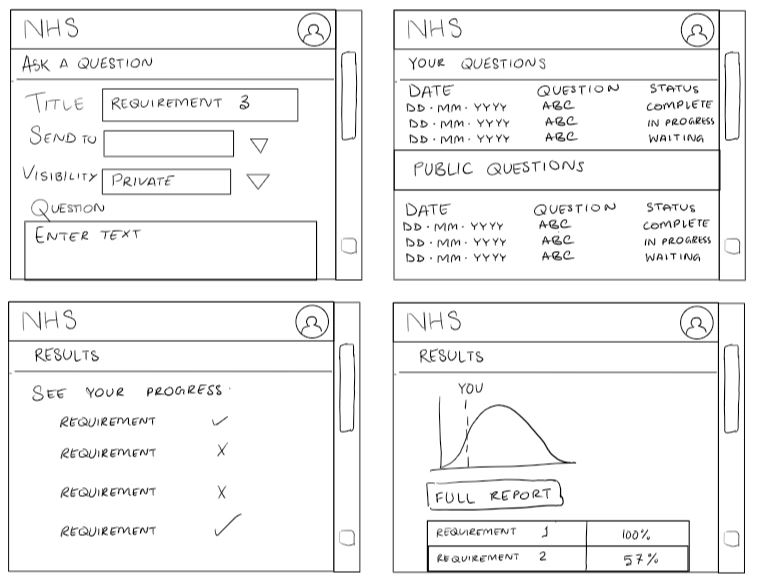 NHS
ASK A QUESTION
TITLE REQUIREMENT 3
SEND TO
VISIBILITY PRIVATE
QUESTION
ENTER TEXT
NHS
YOUR QUESTIONS
DATE QUESTION STATUS
DD·MM·YYYY ABC COMPLETE
DD·MM·YYYY ABC IN PROGRESS
DD·MM·YYYY ABC WAITING
PUBLIC QUESTIONS
DATE QUESTION STATUS
DD·MM·YYYY ABC COMPLETE
DD·MM·YYYY ABC IN PROGRESS
DD·MM·YYYY ABC WAITING
NHS
RESULTS
SEE YOUR PROGRESS.
REQUIREMENT ✓
REQUIREMENT X
REQUIREMENT X
REQUIREMENT ✓
NHS
RESULTS
YOU
FULL REPORT
REQUIREMENT 1 100%
REQUIREMENT 2 57%